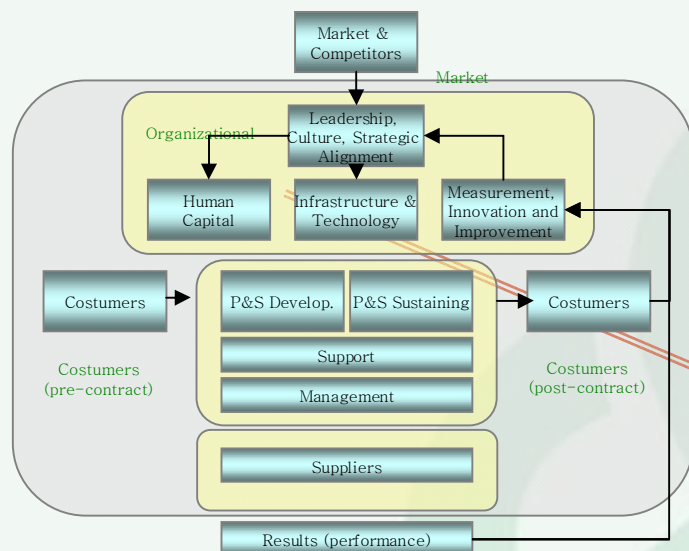 Market &
Competitors
Market
Organizational
Leadership,
Culture, Strategic
Alignment
Human
Capital
Infrastructure &
Technology
Measurement,
Innovation and
Improvement
Costumers
P&S Develop.
P&S Sustaining
Costumers
Support
Management
Costumers
(pre-contract)
Costumers
(post-contract)
Suppliers
Results (performance)